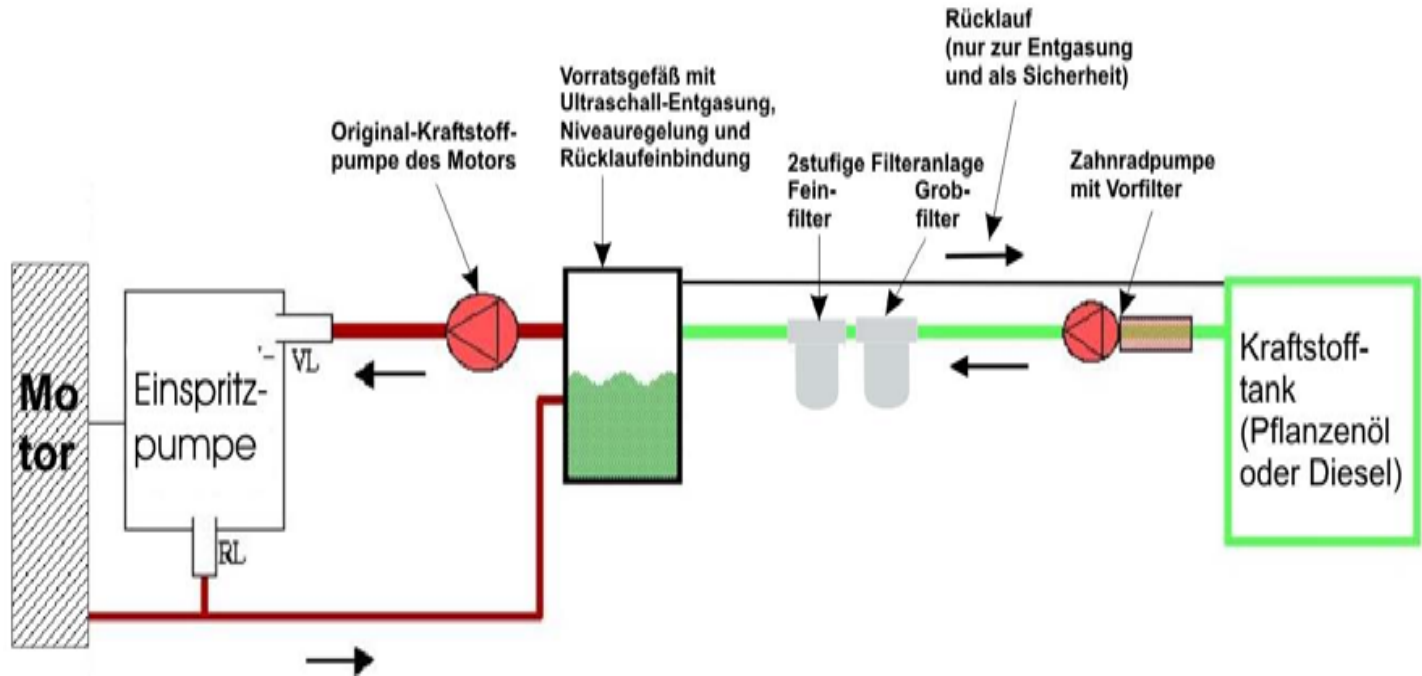 Rücklauf
(nur zur Entgasung
und als Sicherheit)
Vorratsgefäß mit
Ultraschall-Entgasung,
Niveauregelung und
Rücklaufeinbindung
Original-Kraftstoff-
pumpe des Motors
2stufige Filteranlage
Fein-
filter
Grob-
filter
Zahnradpumpe
mit Vorfilter
Mo
tor
Einspritz-
pumpe
VL
RL
Kraftstoff-
tank
(Pflanzenöl
oder Diesel)